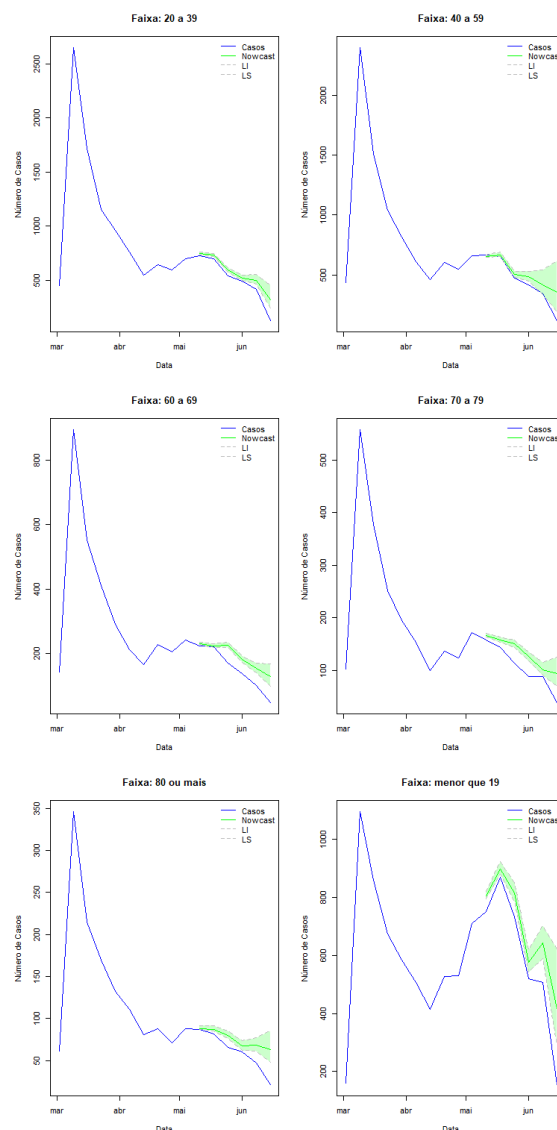 Faixa: 20 a 39
Casos
Nowcast
LI
LS
Número de Casos
500
1000
1500
2000
2500
mar
abr
mai
jun
Data
Faixa: 40 a 59
Casos
Nowcast
LI
LS
Número de Casos
500
1000
1500
2000
mar
abr
mai
jun
Data
Faixa: 60 a 69
Casos
Nowcast
LI
LS
Número de Casos
200
400
600
800
mar
abr
mai
jun
Data
Faixa: 70 a 79
Casos
Nowcast
LI
LS
Número de Casos
100
200
300
400
500
mar
abr
mai
jun
Data
Faixa: 80 ou mais
Casos
Nowcast
LI
LS
Número de Casos
50
100
150
200
250
300
350
mar
abr
mai
jun
Data
Faixa: menor que 19
Casos
Nowcast
LI
LS
Número de Casos
200
400
600
800
1000
mar
abr
mai
jun
Data